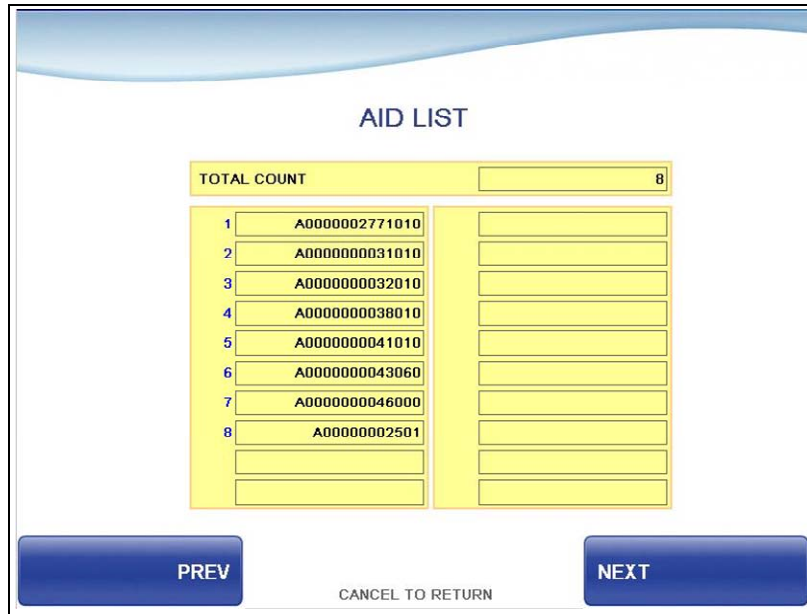 AID LIST
TOTAL COUNT 8
1 A0000002771010
2 A0000000031010
3 A0000000032010
4 A0000000038010
5 A0000000041010
6 A0000000043060
7 A0000000046000
8 A00000002501
PREV NEXT
CANCEL TO RETURN